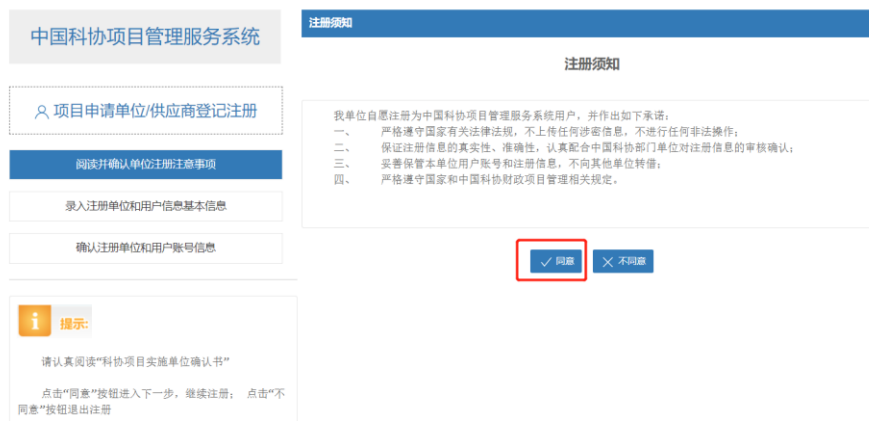 中国科协项目管理服务系统
项目申请单位/供应商登记注册
阅读并确认单位注册注意事项
录入注册单位和用户信息基本信息
确认注册单位和用户账号信息
提示:
请认真阅读“科协项目实施单位确认书”
点击“同意”按钮进入下一步，继续注册； 点击“不
同意”按钮退出注册
注册须知
注册须知
我单位自愿注册为中国科协项目管理服务系统用户，并作出如下承诺：
一、 严格遵守国家有关法律法规，不上传任何涉密信息，不进行任何非法操作；
二、 保证注册信息的真实性、准确性，认真配合中国科协部门单位对注册信息的审核确认；
三、 妥善保管本单位用户账号和注册信息，不向其他单位转借；
四、 严格遵守国家和中国科协财政项目管理相关规定。
同意
不同意